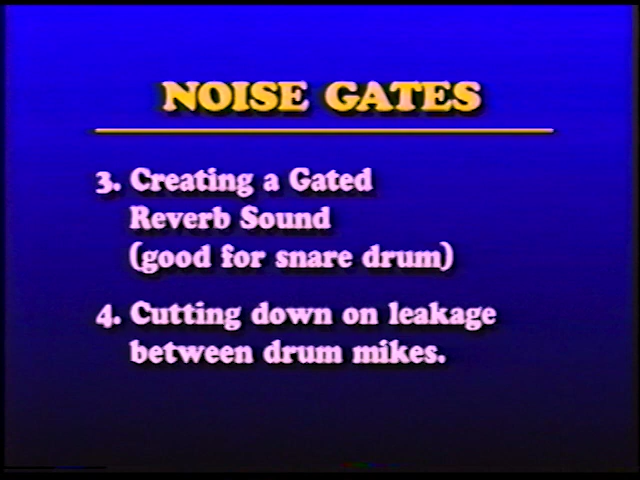 NOISE GATES
3. Creating a Gated
Reverb Sound
(good for snare drum)
4. Cutting down on leakage
between drum mikes.